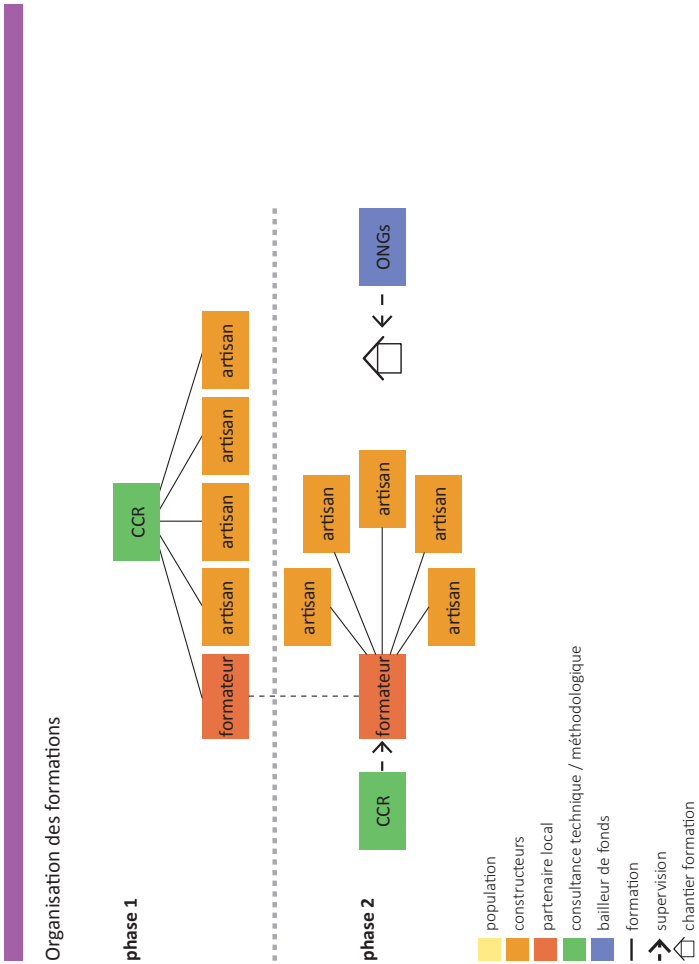 Organisation des formations
phase 1
CCR
formateur
artisan
artisan
artisan
artisan
phase 2
CCR
formateur
artisan
artisan
artisan
artisan
artisan
ONGs
population
constructeurs
partenaire local
consultance technique / méthodologique
bailleur de fonds
formation
supervision
chantier formation